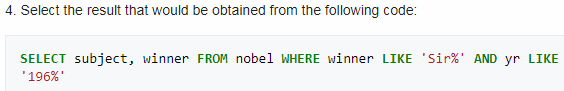 4. Select the result that would be obtained from the following code:
SELECT subject, winner FROM nobel WHERE winner LIKE 'Sir%' AND yr LIKE
'196%'